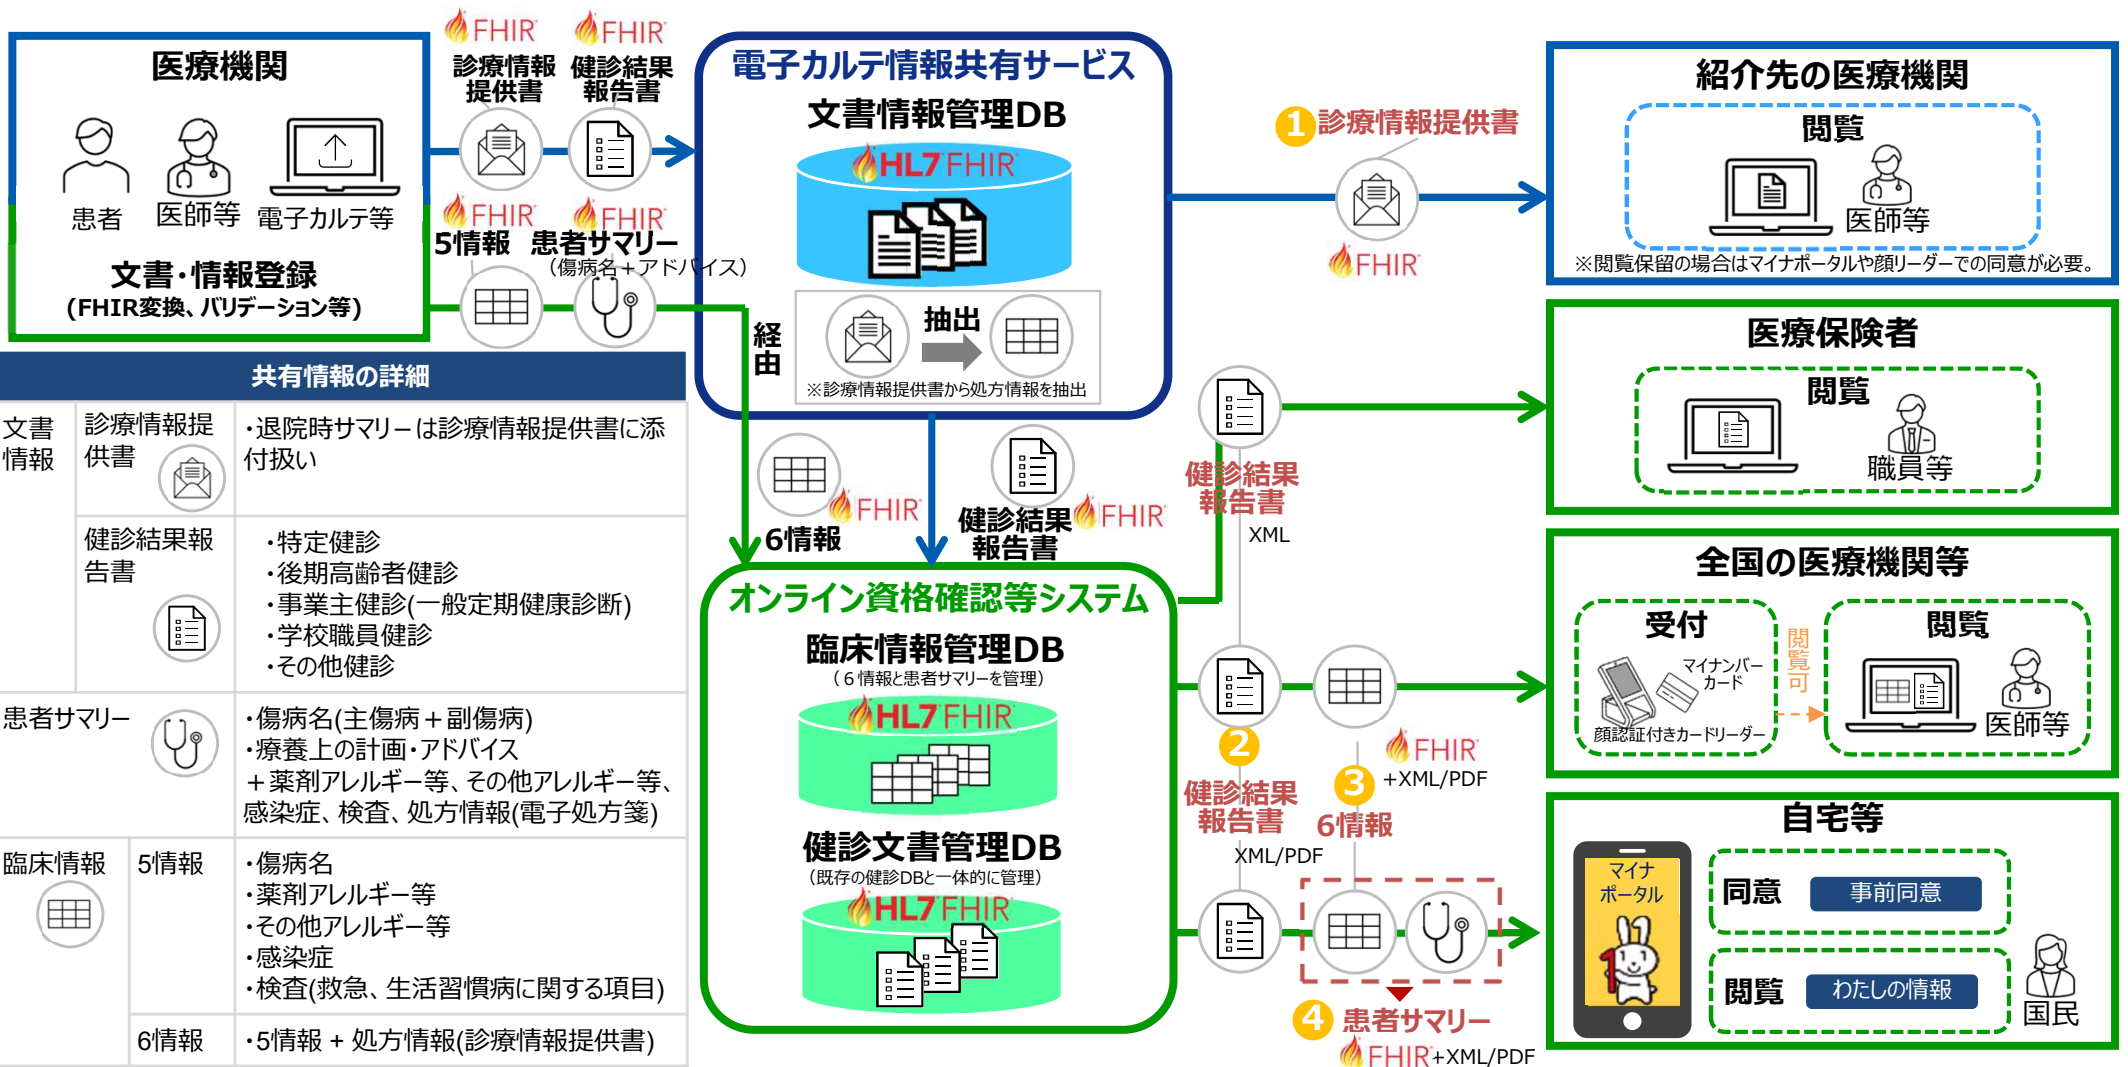 医療機関
患者
医師等
電子カルテ等
文書・情報登録
(FHIR変換、バリデーション等)
FHIR
診療情報
提供書
FHIR
健診結果
報告書
FHIR
5情報
FHIR
患者サマリー
（傷病名＋アドバイス）
電子カルテ情報共有サービス
文書情報管理DB
HL7 FHIR
抽出
※診療情報提供書から処方情報を抽出
経由
6情報
FHIR
健診結果
報告書
FHIR
オンライン資格確認等システム
臨床情報管理DB
（６情報と患者サマリーを管理）
HL7 FHIR
健診文書管理DB
（既存の健診DBと一体的に管理）
HL7 FHIR
1
診療情報提供書
FHIR
健診結果
報告書
XML
2
健診結果
報告書
XML/PDF
FHIR
+XML/PDF
3
6情報
4
患者サマリー
FHIR+XML/PDF
紹介先の医療機関
閲覧
医師等
※閲覧保留の場合はマイナポータルや顔リーダーでの同意が必要。
医療保険者
閲覧
職員等
全国の医療機関等
受付
マイナンバー
カード
顔認証付きカードリーダー
閲覧可
閲覧
医師等
自宅等
マイナ
ポータル
1
同意
事前同意
閲覧
わたしの情報
国民
共有情報の詳細
文書
情報
診療情報提
供書
・退院時サマリーは診療情報提供書に添
付扱い
健診結果報
告書
・特定健診
・後期高齢者健診
・事業主健診(一般定期健康診断)
・学校職員健診
・その他健診
患者サマリー
・傷病名(主傷病＋副傷病)
・療養上の計画・アドバイス
＋薬剤アレルギー等、その他アレルギー等、
感染症、検査、処方情報(電子処方箋)
臨床情報
5情報
・傷病名
・薬剤アレルギー等
・その他アレルギー等
・感染症
・検査(救急、生活習慣病に関する項目)
6情報
・5情報 + 処方情報(診療情報提供書)